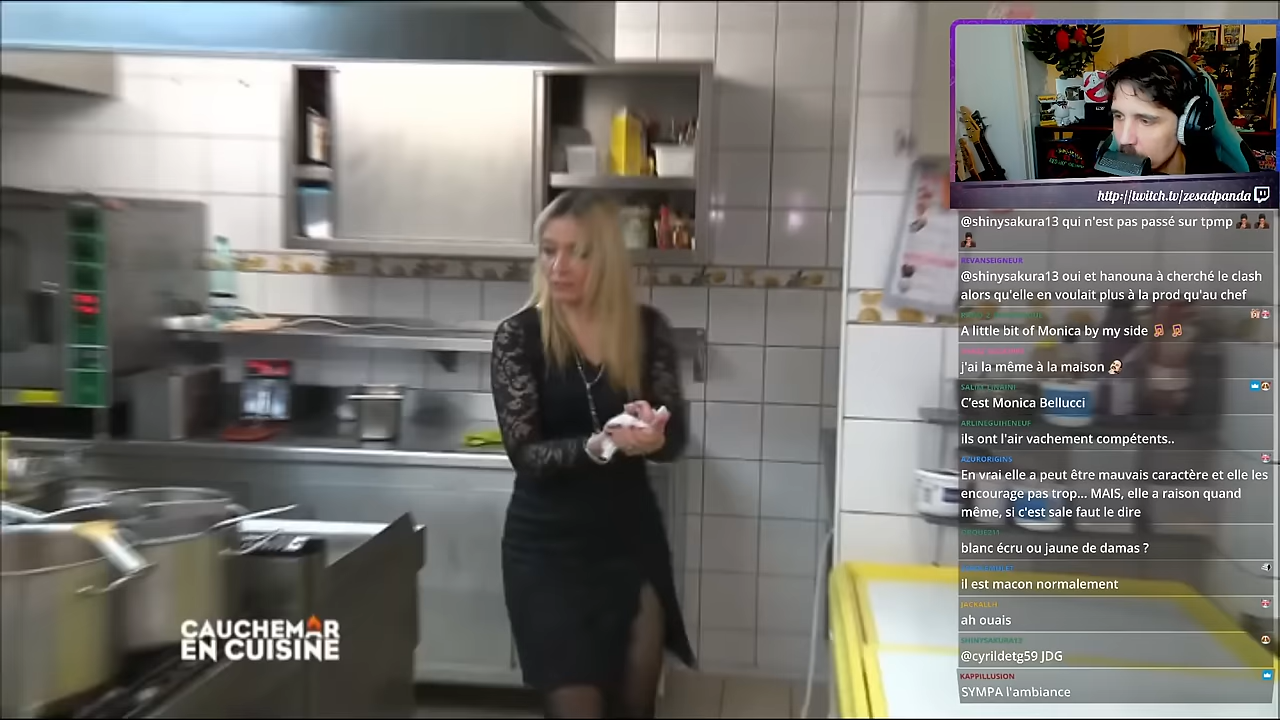 http://twitch.tv/zesadpanda
@shinysakura13 qui n'est pas passé sur tpmp
REVANSEIGNEUR
@shinysakura13 oui et hanouna à cherché le clash
alors qu'elle en voulait plus à la prod qu'au chef
A little bit of Monica by my side
j'ai la même à la maison
C'est Monica Bellucci
ARLINEGUIHENEUF
ils ont l'air vachement compétents..
AZURORIGINS
En vrai elle a peut être mauvais caractère et elle les
encourage pas trop... MAIS, elle a raison quand
même, si c'est sale faut le dire
blanc écru ou jaune de damas ?
il est macon normalement
JACKALLH
ah ouais
SHINYSAKURA13
@cyrildetg59 JDG
KAPPILLUSION
SYMPA l'ambiance
CAUCHEMAR
EN CUISINE